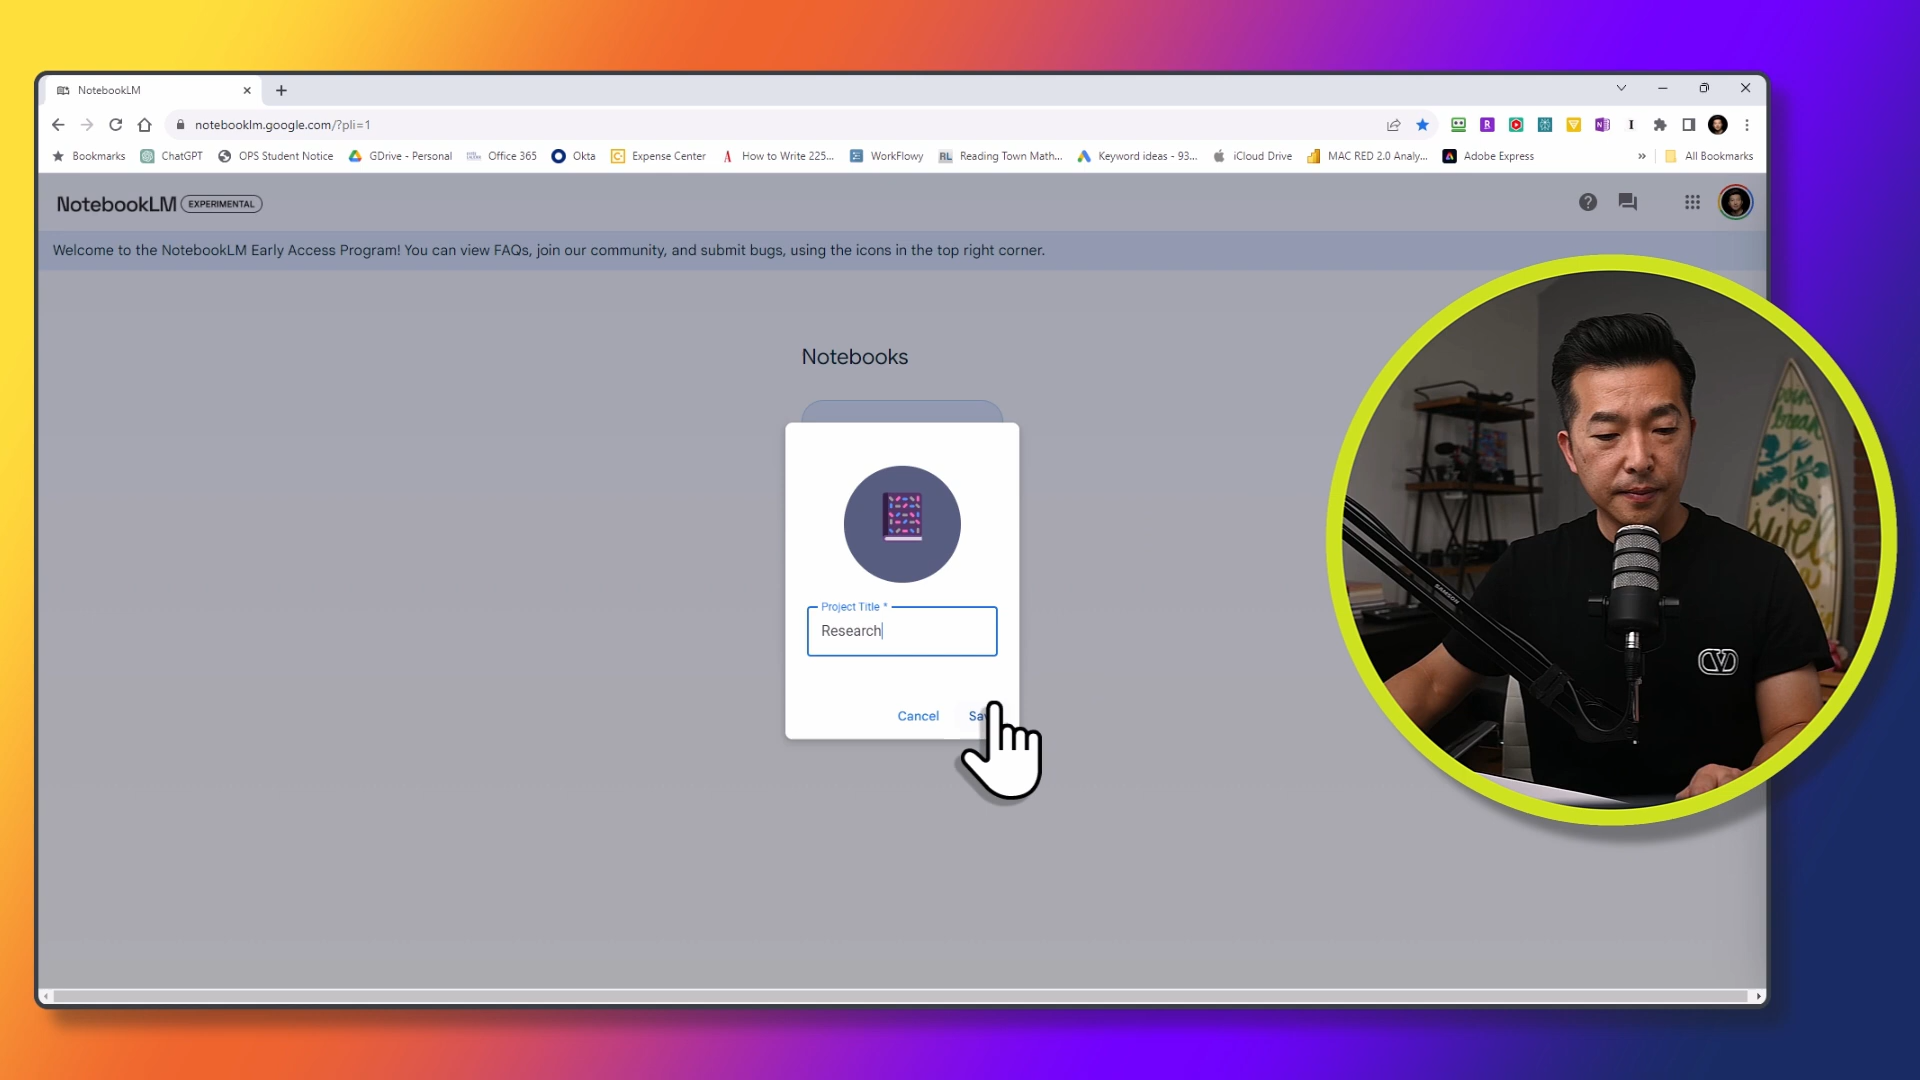 NotebookLM
notebooklm.google.com/?pli=1
Bookmarks
ChatGPT
OPS Student Notice
GDrive - Personal
Office 365
Okta
Expense Center
How to Write 225...
WorkFlowy
RL
Reading Town Math...
Keyword ideas - 93...
iCloud Drive
MAC RED 2.0 Analy...
Adobe Express
»
All Bookmarks
NotebookLM EXPERIMENTAL
Welcome to the NotebookLM Early Access Program! You can view FAQs, join our community, and submit bugs, using the icons in the top right corner.
Notebooks
Project Title *
Research
Cancel